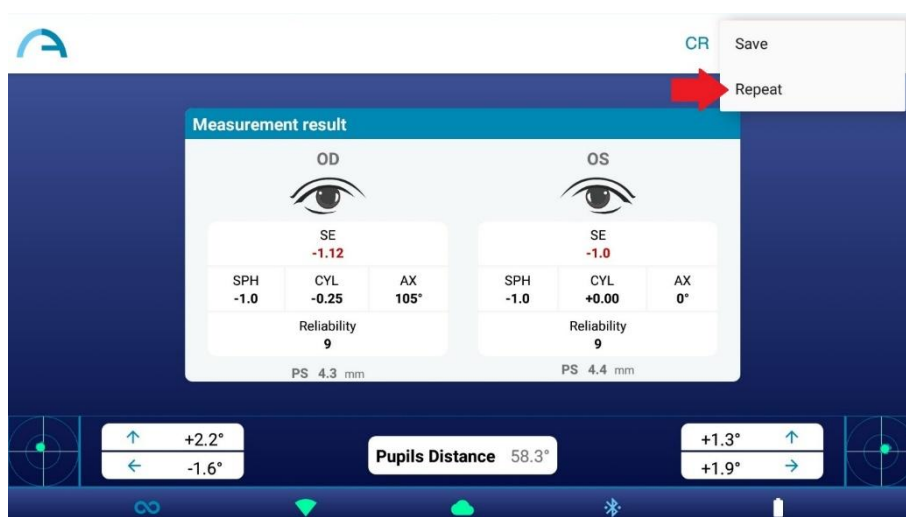 CR
Save
Repeat
Measurement result
OD
OS
SE
-1.12
SE
-1.0
SPH
CYL
AX
-1.0
-0.25
105°
SPH
CYL
AX
-1.0
+0.00
0°
Reliability
9
Reliability
9
PS 4.3 mm
PS 4.4 mm
+2.2°
-1.6°
Pupils Distance 58.3°
+1.3°
+1.9°